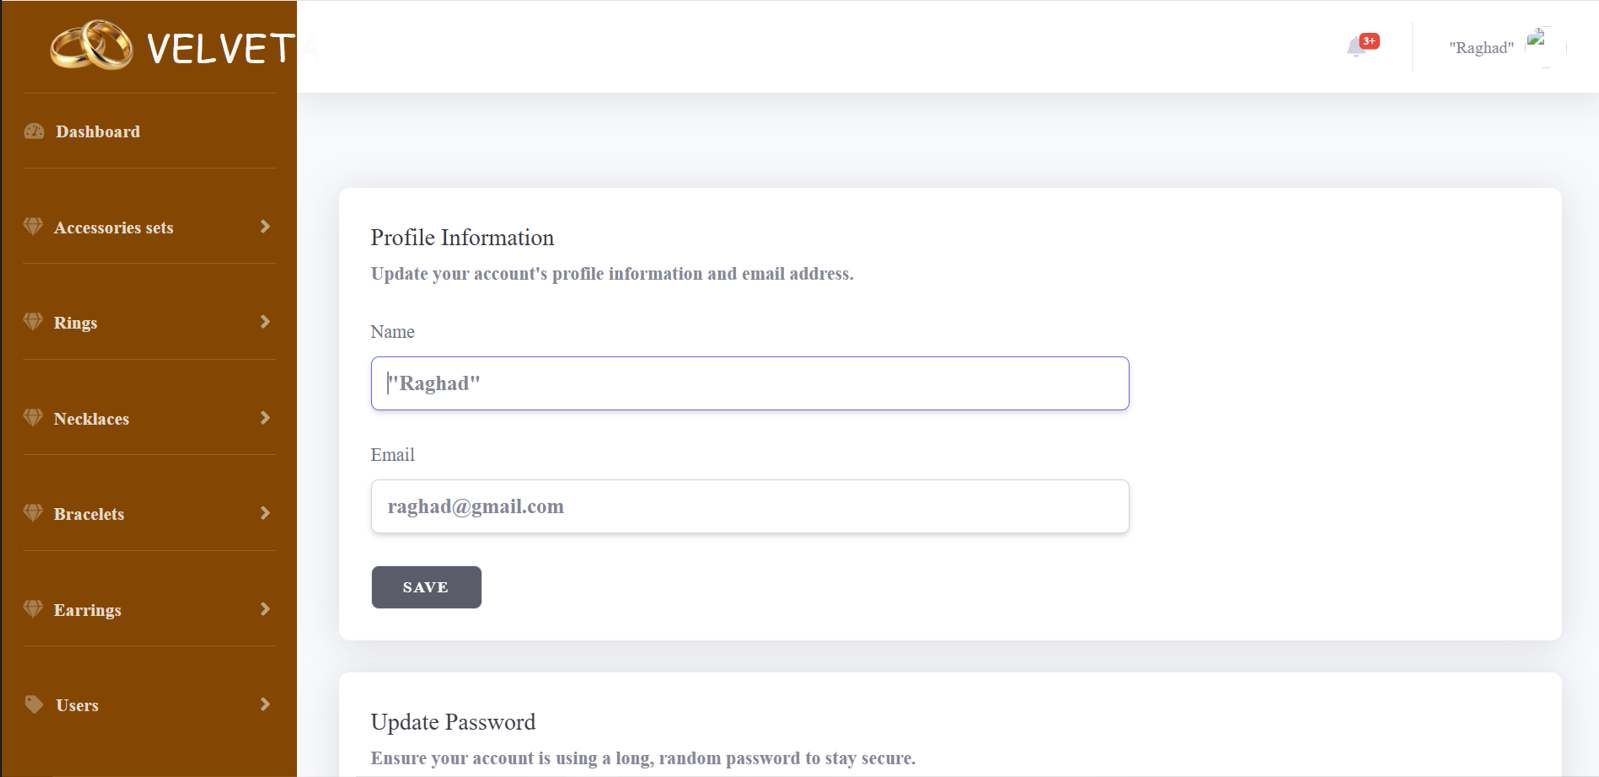 VELVETA
3+
"Raghad"
Dashboard
Accessories sets
Rings
Necklaces
Bracelets
Earrings
Users
Profile Information
Update your account's profile information and email address.
Name
"Raghad"
Email
raghad@gmail.com
SAVE
Update Password
Ensure your account is using a long, random password to stay secure.